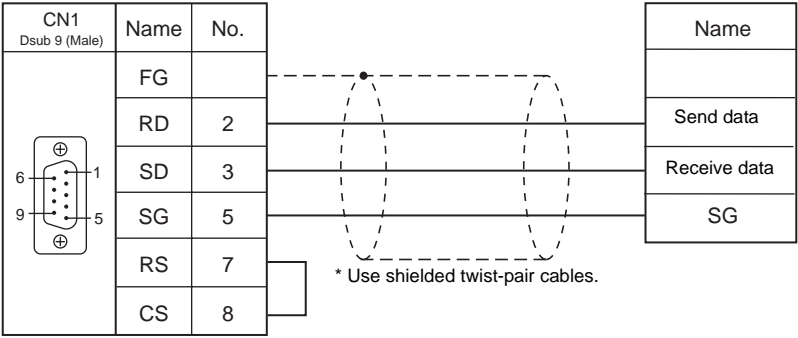 CN1
Dsub 9 (Male)
Name No.
Name
FG
RD 2
Send data
SD 3
Receive data
6 1
9 5
SG 5
SG
RS 7
* Use shielded twist-pair cables.
CS 8